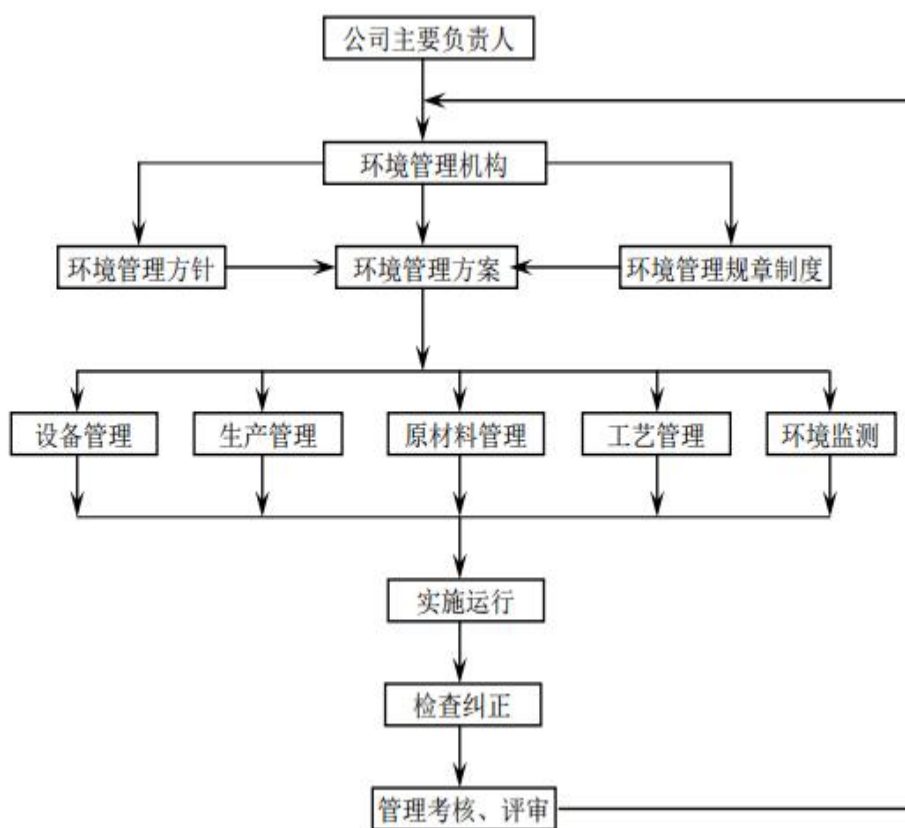 公司主要负责人
环境管理机构
环境管理方针
环境管理方案
环境管理规章制度
设备管理
生产管理
原材料管理
工艺管理
环境监测
实施运行
检查纠正
管理考核、评审